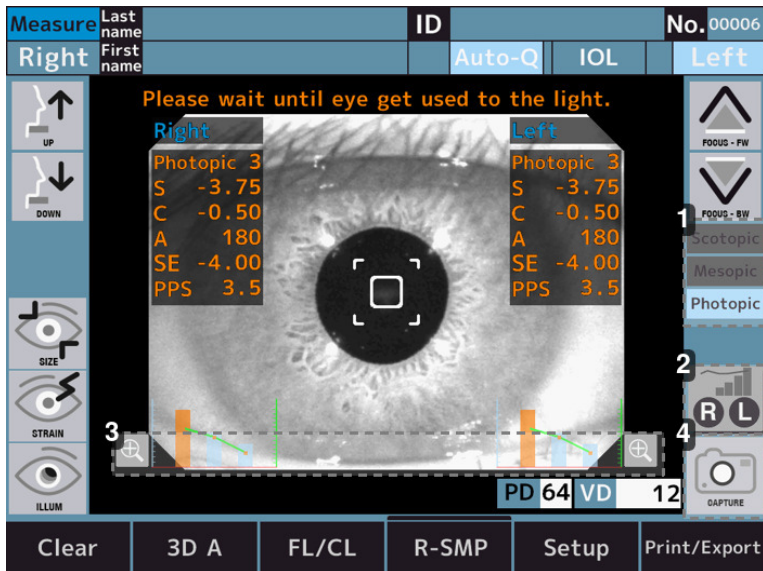 Measure Last name ID No. 00006
Right First name Auto-Q IOL Left
Please wait until eye get used to the light.
UP
DOWN
SIZE
STRAIN
ILLUM
Right
Photopic 3
S -3.75
C -0.50
A 180
SE -4.00
PPS 3.5
Left
Photopic 3
S -3.75
C -0.50
A 180
SE -4.00
PPS 3.5
FOCUS - FW
FOCUS - BW
1
Scotopic
Mesopic
Photopic
2
R L
3
4
CAPTURE
PD 64 VD 12
Clear 3D A FL/CL R-SMP Setup Print/Export